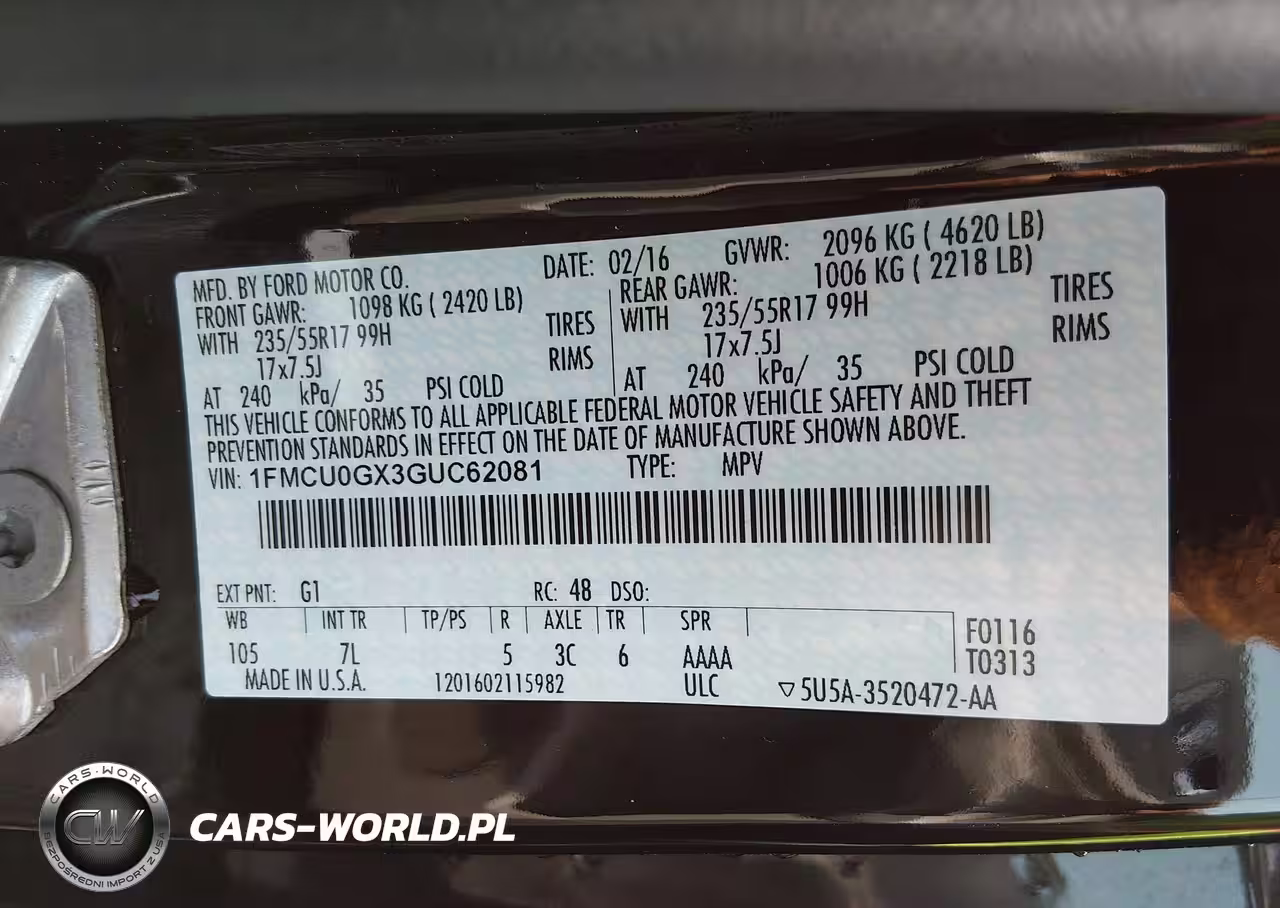 MFD. BY FORD MOTOR CO. DATE: 02/16 GVWR: 2096 KG ( 4620 LB)
FRONT GAWR: 1098 KG ( 2420 LB) REAR GAWR: 1006 KG ( 2218 LB)
WITH 235/55R17 99H TIRES WITH 235/55R17 99H TIRES
17x7.5J RIMS 17x7.5J RIMS
AT 240 kPa/ 35 PSI COLD AT 240 kPa/ 35 PSI COLD
THIS VEHICLE CONFORMS TO ALL APPLICABLE FEDERAL MOTOR VEHICLE SAFETY AND THEFT
PREVENTION STANDARDS IN EFFECT ON THE DATE OF MANUFACTURE SHOWN ABOVE.
VIN: 1FMCU0GX3GUC62081 TYPE: MPV
EXT PNT: G1 RC: 48 DSO:
WB INT TR TP/PS R AXLE TR SPR F0116
105 7L 5 3C 6 AAAA T0313
MADE IN U.S.A. 1201602115982 ULC ▽5U5A-3520472-AA
CARS-WORLD
CW
BEZPOŚREDNI IMPORT Z USA
CARS-WORLD.PL